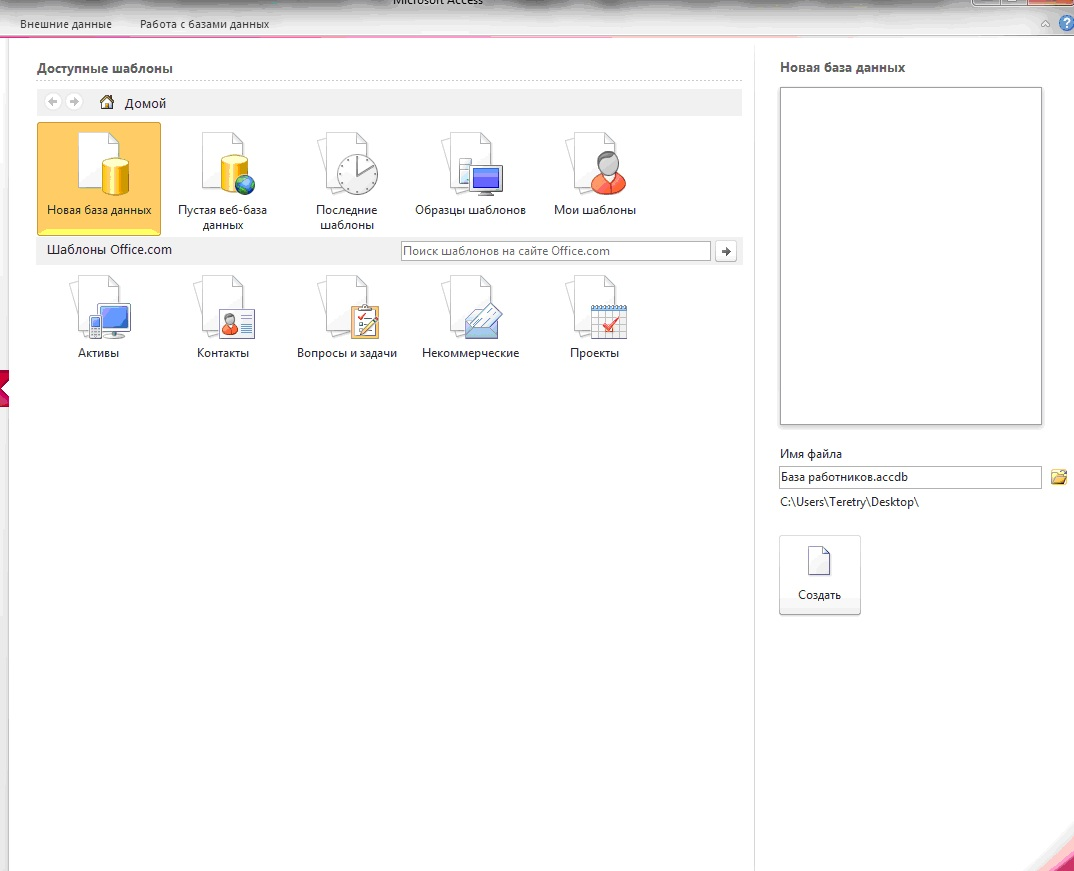 Microsoft Access
Внешние данные
Работа с базами данных
Доступные шаблоны
Домой
Новая база данных
Пустая веб-база
данных
Последние
шаблоны
Образцы шаблонов
Мои шаблоны
Шаблоны Office.com
Поиск шаблонов на сайте Office.com
Активы
Контакты
Вопросы и задачи
Некоммерческие
Проекты
Новая база данных
Имя файла
База работников.accdb
C:\Users\Teretry\Desktop\
Создать